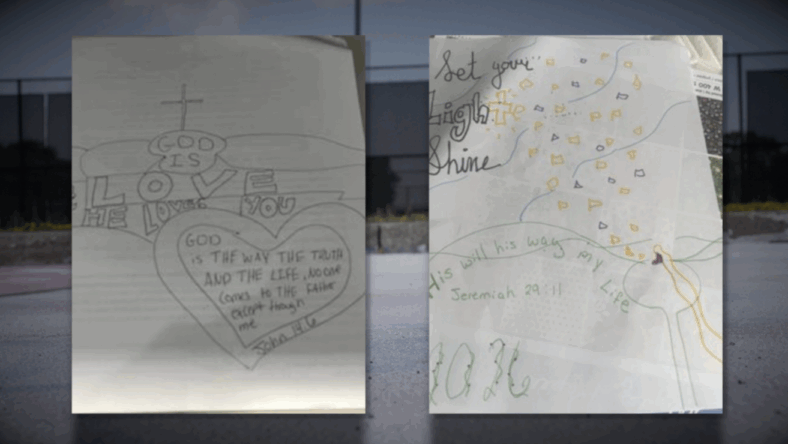 GOD
IS
LOVE
HE LOVES YOU
GOD
is THE WAY THE TRUTH
AND THE LIFE, No one
comes to THE Father
except through
me
John 14:6
Let your
Light
Shine
His will his way my Life
Jeremiah 29:11